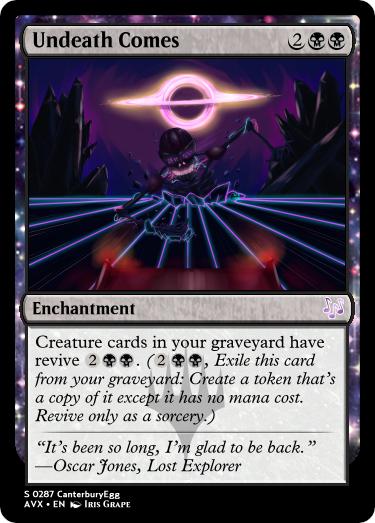 Undeath Comes 2
Enchantment
Creature cards in your graveyard have
revive 2. (2, Exile this card
from your graveyard: Create a token that's
a copy of it except it has no mana cost.
Revive only as a sorcery.)
"It's been so long, I'm glad to be back."
—Oscar Jones, Lost Explorer
S 0287 CanterburyEgg
AVX • EN Iris Grape